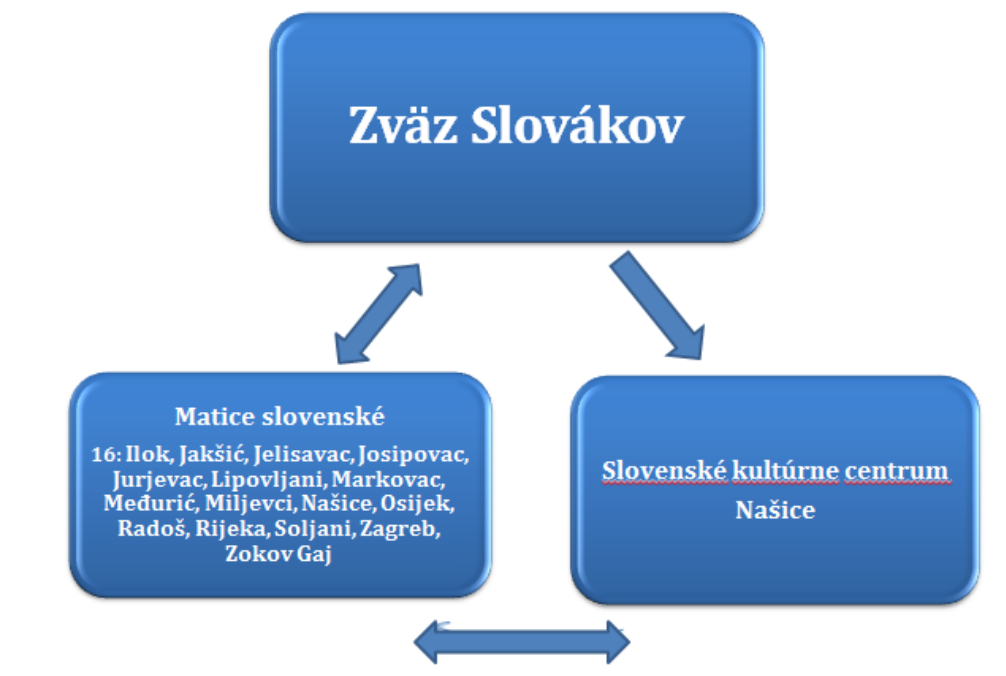 Zväz Slovákov
Matice slovenské
16: Ilok, Jakšić, Jelisavac, Josipovac,
Jurjevac, Lipovljani, Markovac,
Međurić, Miljevci, Našice, Osijek,
Radoš, Rijeka, Soljani, Zagreb,
Zokov Gaj
Slovenské kultúrne centrum
Našice